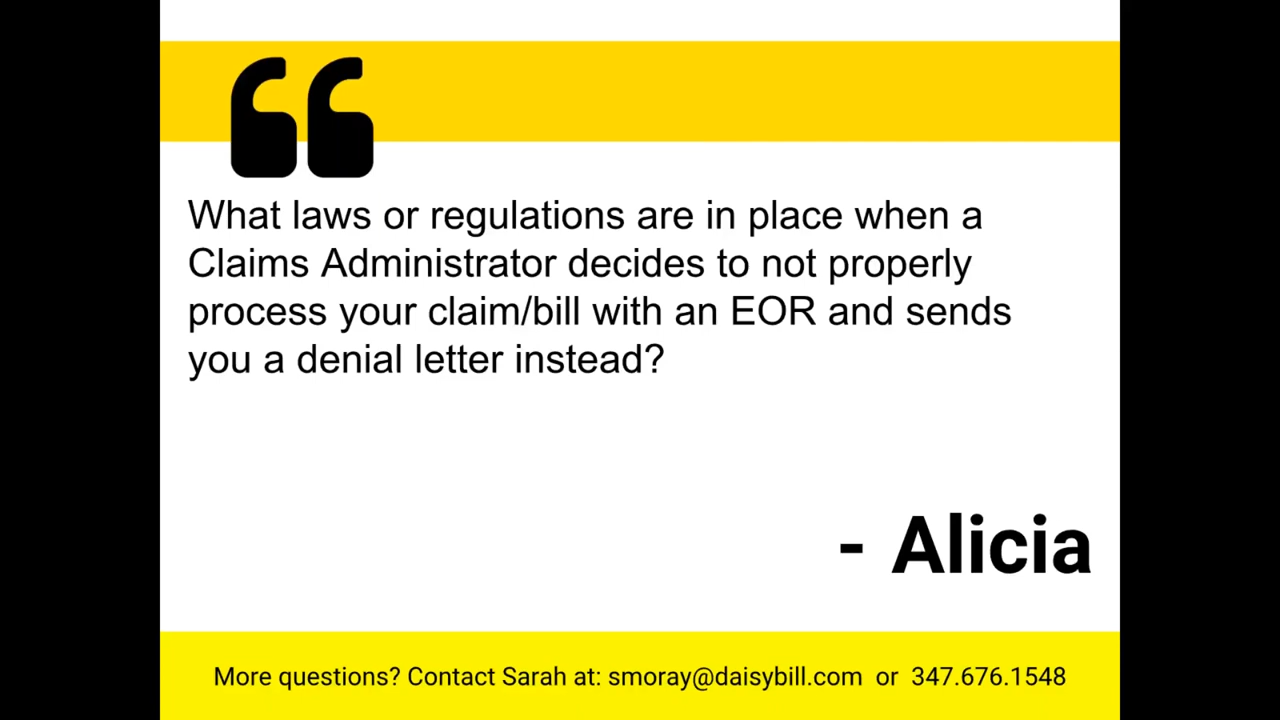 What laws or regulations are in place when a
Claims Administrator decides to not properly
process your claim/bill with an EOR and sends
you a denial letter instead?
- Alicia
More questions? Contact Sarah at: smoray@daisybill.com or 347.676.1548